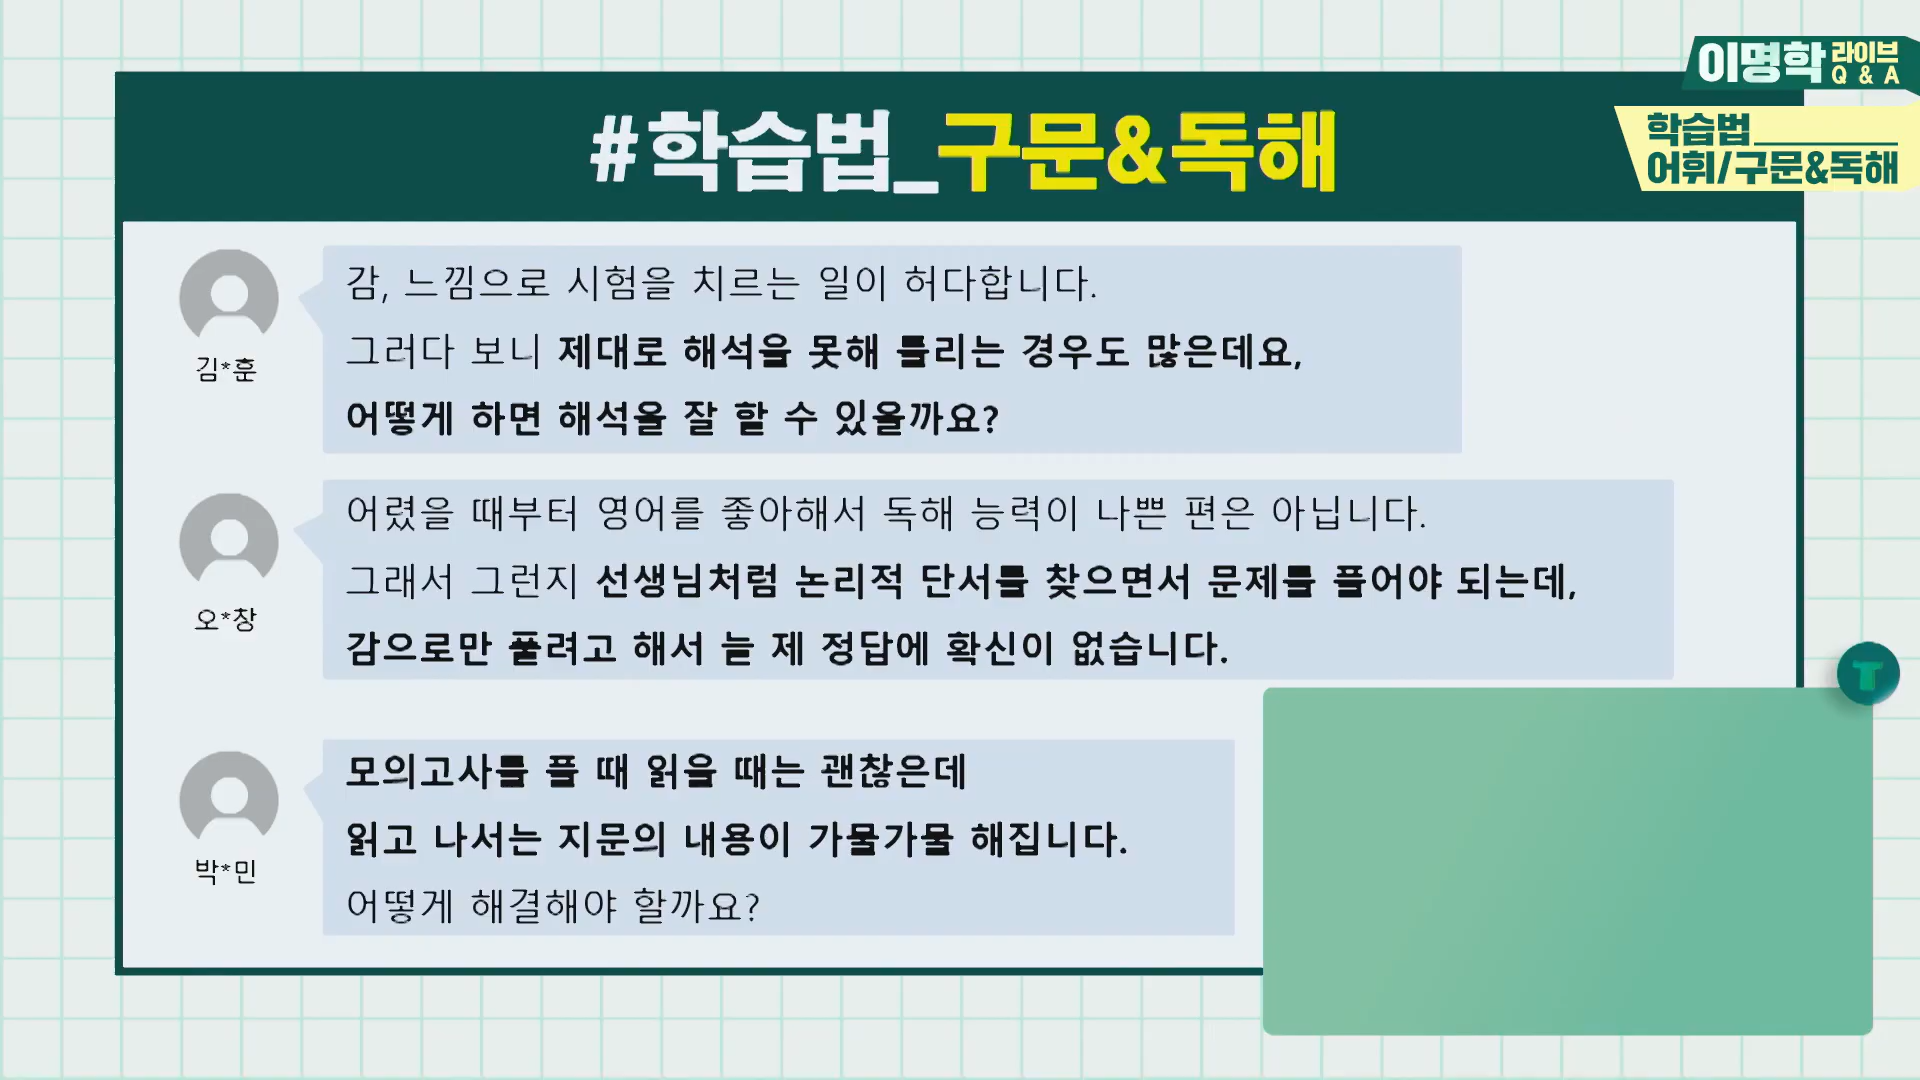 이명학 라이브 Q & A
학습법
어휘/구문&독해
#학습법_구문&독해
감, 느낌으로 시험을 치르는 일이 허다합니다.
그러다 보니 제대로 해석을 못해 틀리는 경우도 많은데요,
어떻게 하면 해석을 잘 할 수 있을까요?
김*훈
어렸을 때부터 영어를 좋아해서 독해 능력이 나쁜 편은 아닙니다.
그래서 그런지 선생님처럼 논리적 단서를 찾으면서 문제를 풀어야 되는데,
감으로만 풀려고 해서 늘 제 정답에 확신이 없습니다.
오*창
모의고사를 풀 때 읽을 때는 괜찮은데
읽고 나서는 지문의 내용이 가물가물 해집니다.
어떻게 해결해야 할까요?
박*민
T